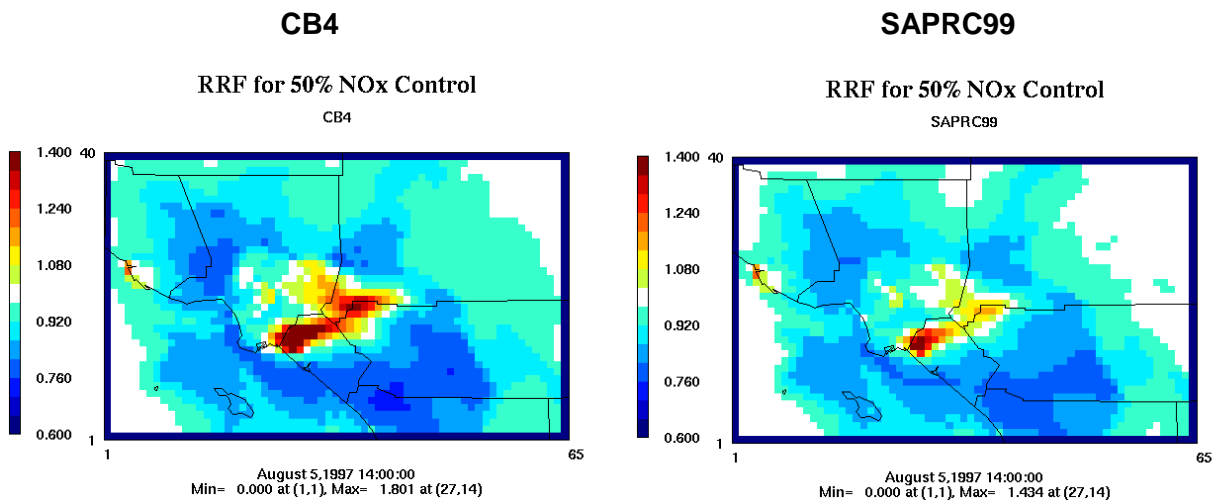 CB4
RRF for 50% NOx Control
CB4
1.400
1.240
1.080
0.920
0.760
0.600
40
1
1
65
August 5,1997 14:00:00
Min= 0.000 at (1,1), Max= 1.801 at (27,14)
SAPRC99
RRF for 50% NOx Control
SAPRC99
1.400
1.240
1.080
0.920
0.760
0.600
40
1
1
65
August 5,1997 14:00:00
Min= 0.000 at (1,1), Max= 1.434 at (27,14)